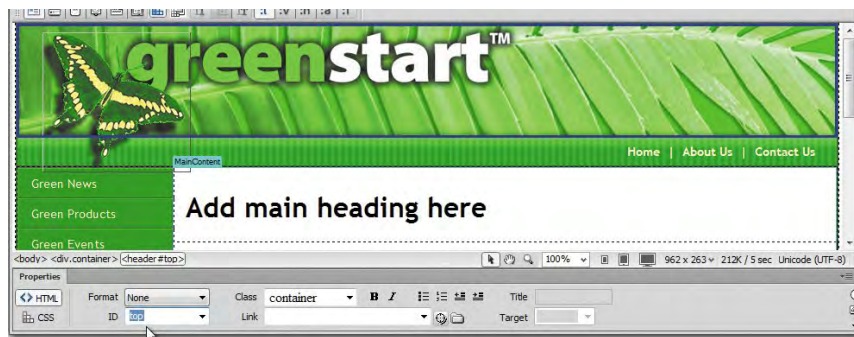 greenstart™
Home | About Us | Contact Us
MainContent
Green News
Green Products
Green Events
Add main heading here
<body> <div.container> <header#top>
100%
962 x 263 212K / 5 sec Unicode (UTF-8)
Properties
<> HTML Format None Class container B I Title
CSS ID top Link Target